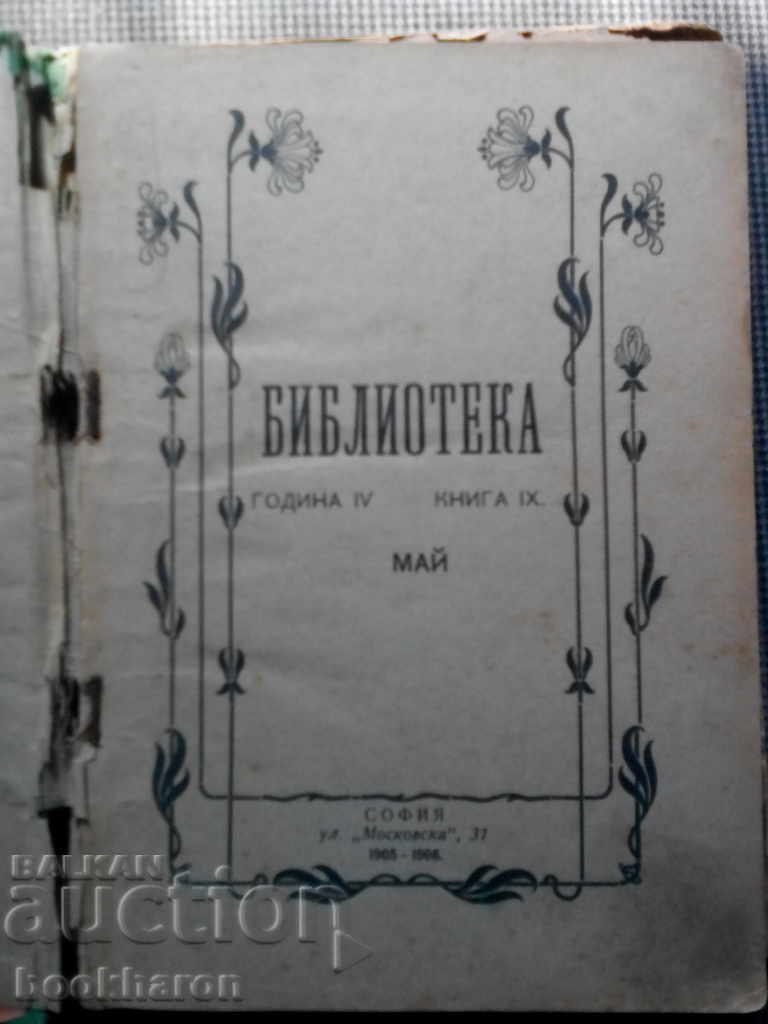 БИБЛИОТЕКА
ГОДИНА IV КНИГА IX.
МАЙ
СОФИЯ
ул. „Московска", 31
1905 – 1906.
BALKAN
auction
bookharon